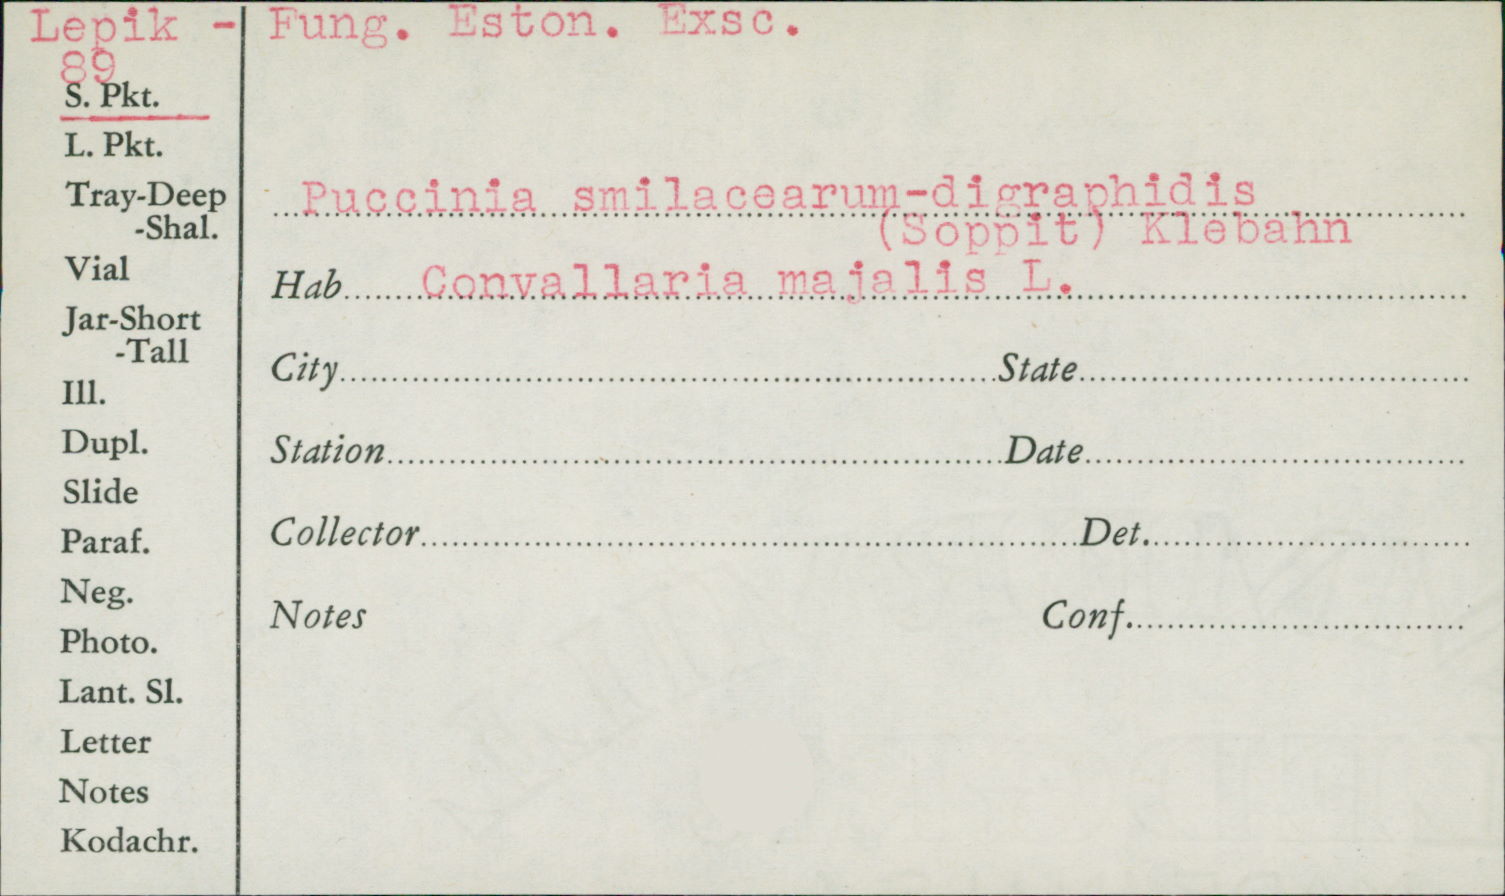 Lepik - Fung. Eston. Exsc.
89
S. Pkt.
L. Pkt.
Tray-Deep
-Shal.
Vial
Jar-Short
-Tall
Ill.
Dupl.
Slide
Paraf.
Neg.
Photo.
Lant. Sl.
Letter
Notes
Kodachr.
Puccinia smilacearum-digraphidis
(Soppit) Klebahn
Hab. Convallaria majalis L.
City State
Station Date
Collector Det.
Notes Conf.